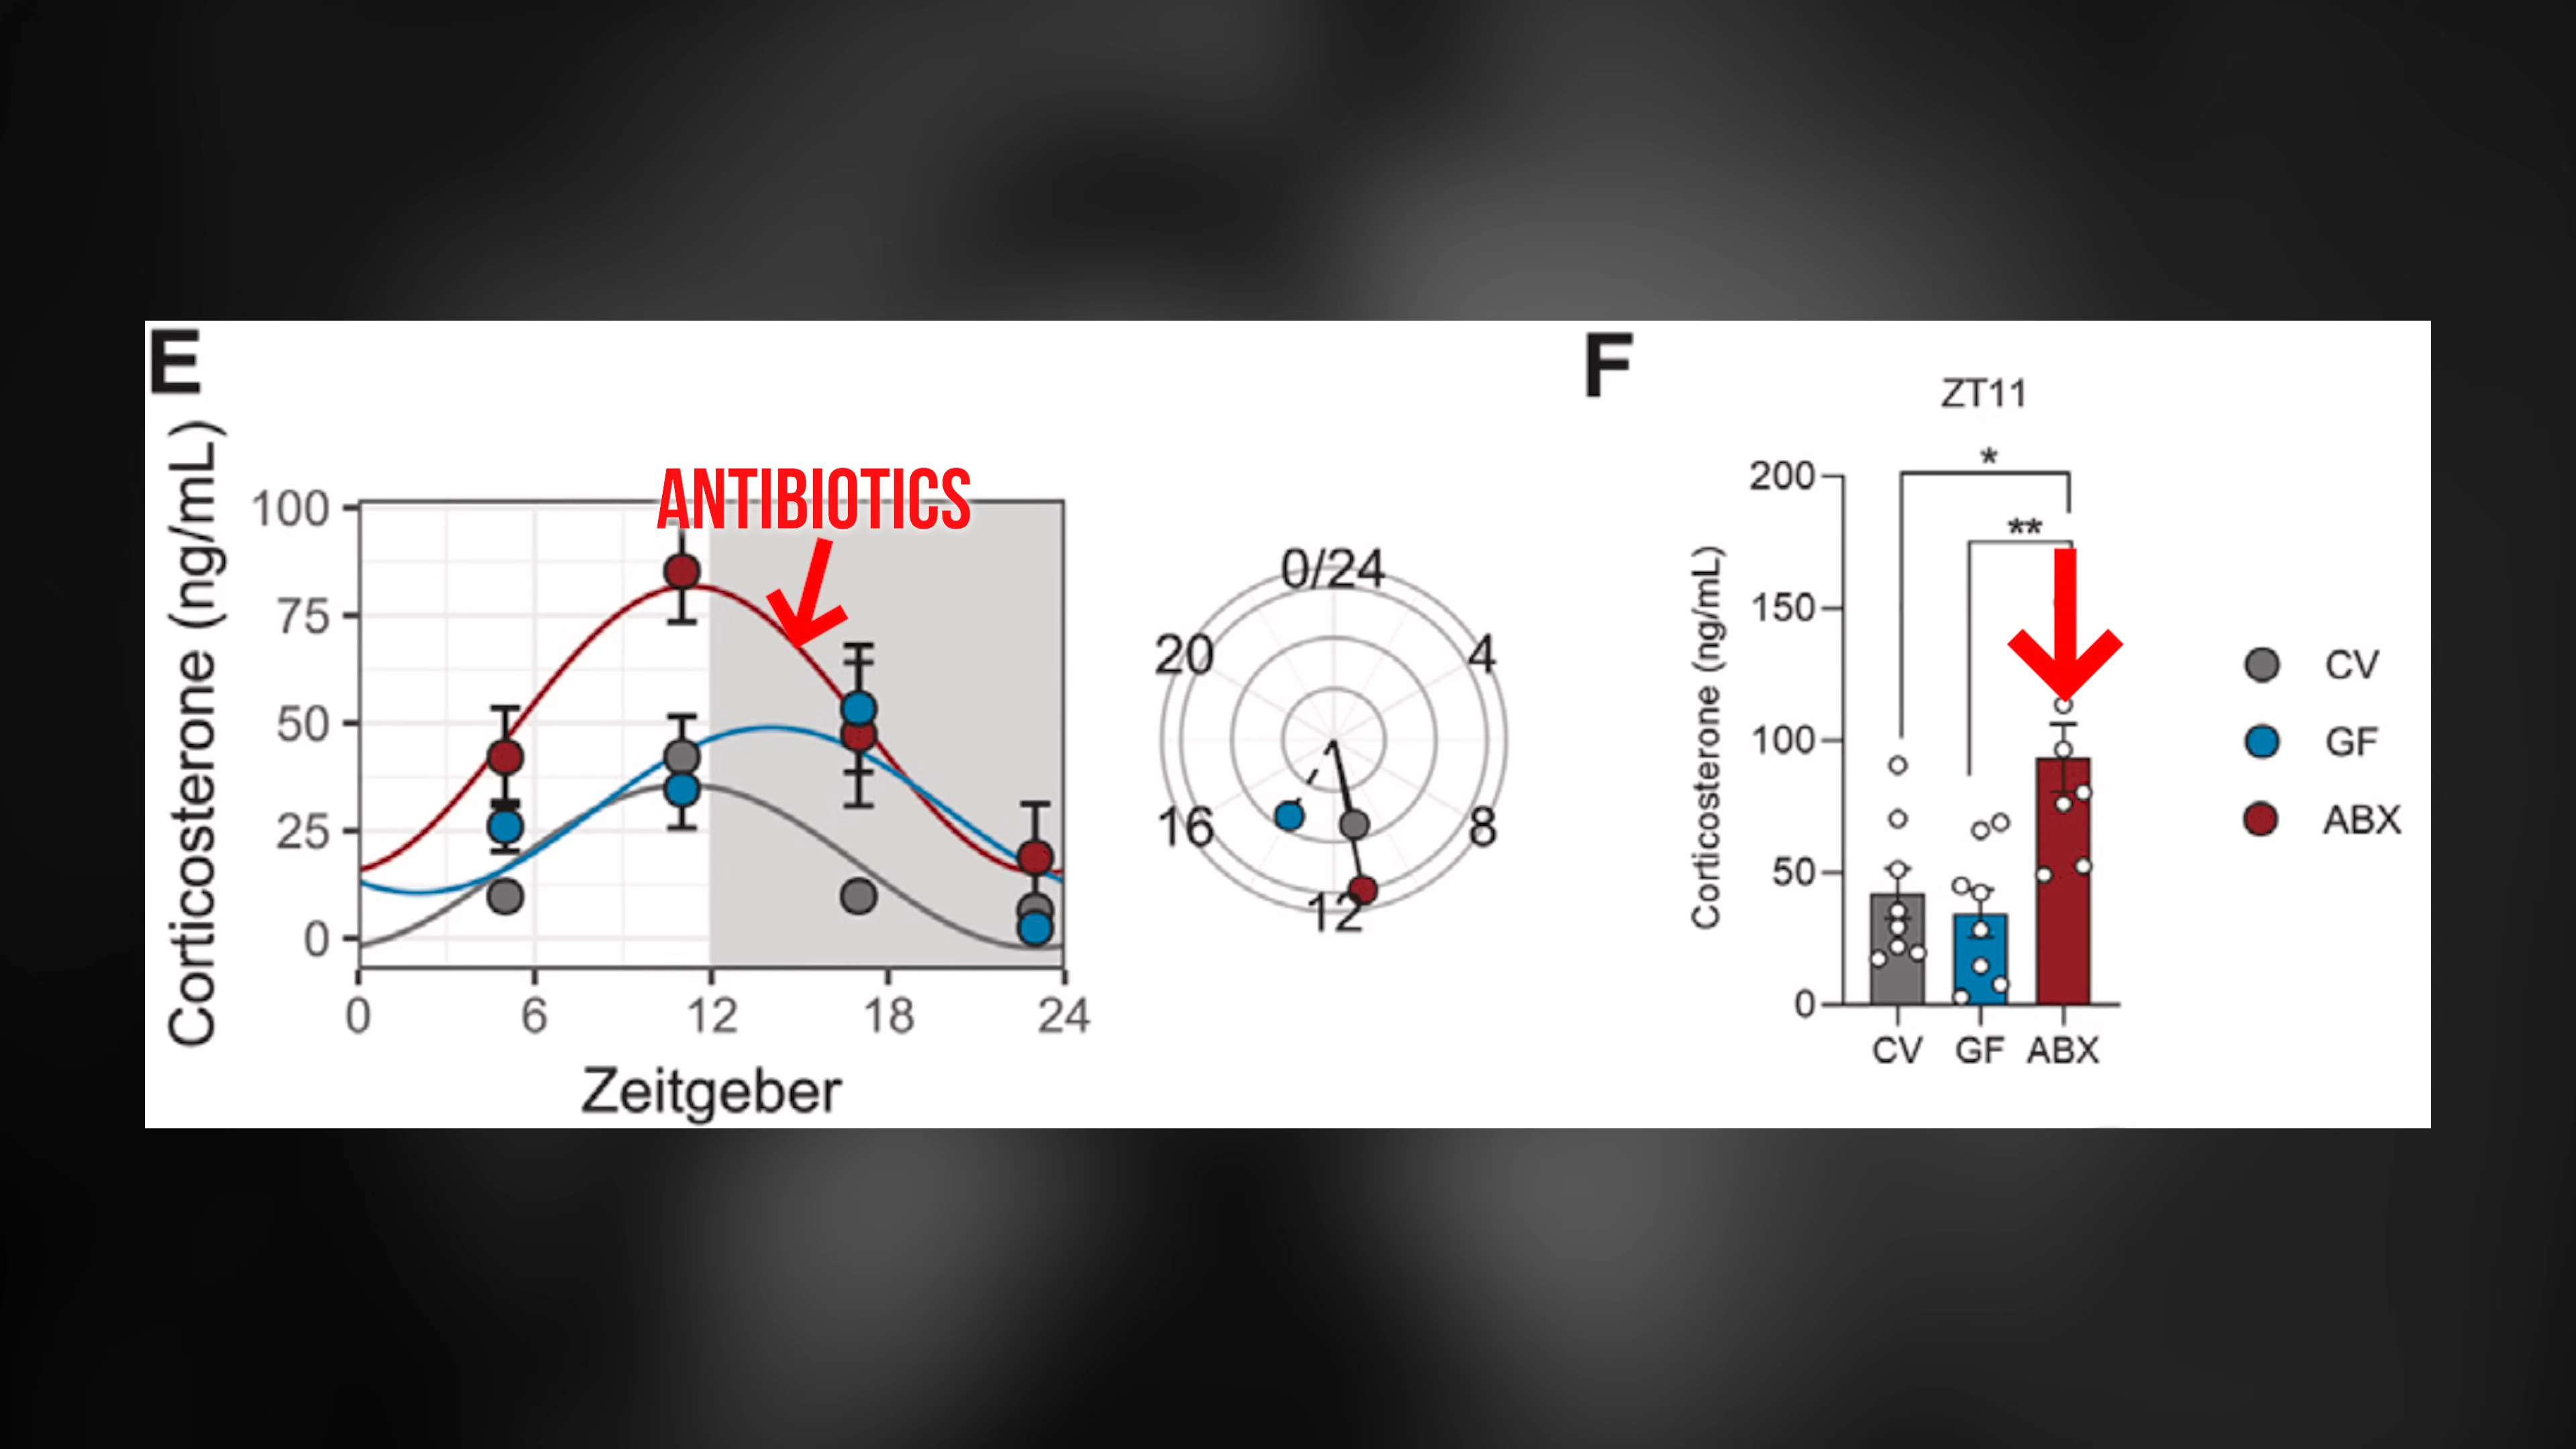 E
Corticosterone (ng/mL)
100
75
50
25
0
ANTIBIOTICS
0
6
12
18
24
Zeitgeber
0/24
4
8
12
16
20
F
ZT11
*
**
Corticosterone (ng/mL)
200
150
100
50
0
CV GF ABX
CV
GF
ABX